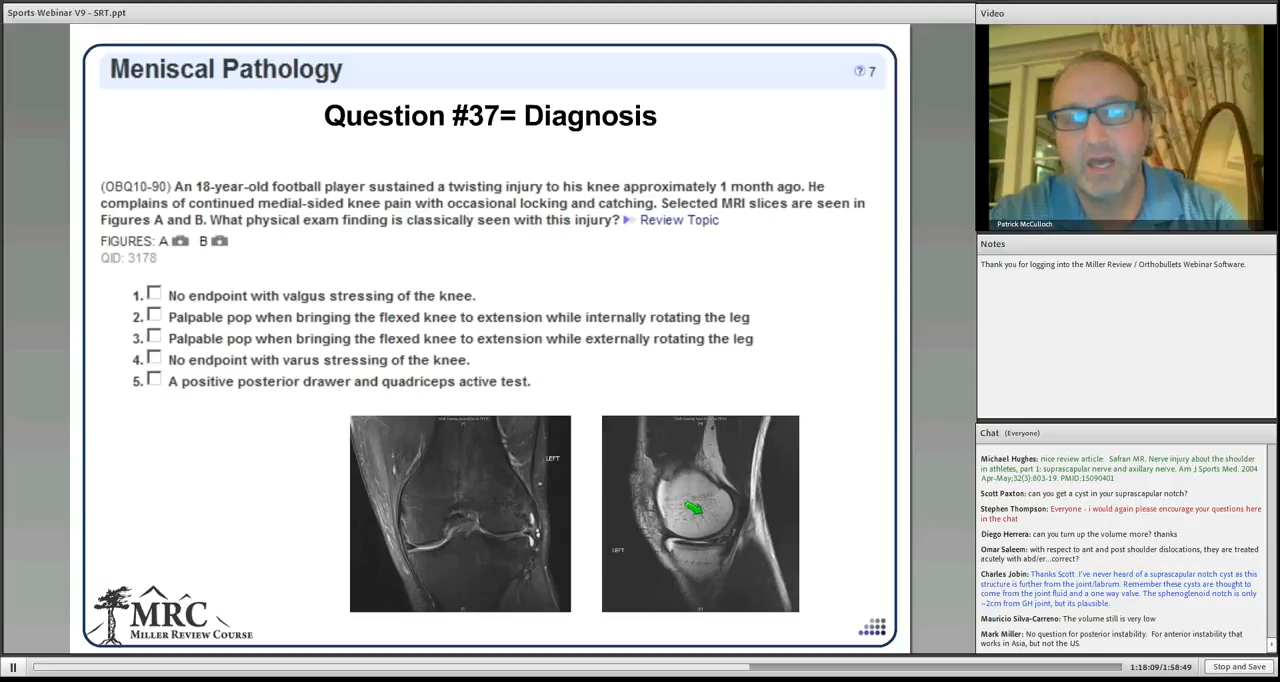 Sports Webinar V9 - SRT.ppt
Meniscal Pathology
7
Question #37= Diagnosis
(OBQ10-90) An 18-year-old football player sustained a twisting injury to his knee approximately 1 month ago. He
complains of continued medial-sided knee pain with occasional locking and catching. Selected MRI slices are seen in
Figures A and B. What physical exam finding is classically seen with this injury? Review Topic
FIGURES: A B
QID: 3178
1. No endpoint with valgus stressing of the knee.
2. Palpable pop when bringing the flexed knee to extension while internally rotating the leg
3. Palpable pop when bringing the flexed knee to extension while externally rotating the leg
4. No endpoint with varus stressing of the knee.
5. A positive posterior drawer and quadriceps active test.
LEFT
LEFT
MRC
MILLER REVIEW COURSE
Video
Patrick McCulloch
Notes
Thank you for logging into the Miller Review / Orthobullets Webinar Software.
Chat (Everyone)
Michael Hughes: nice review article: Safran MR. Nerve injury about the shoulder
in athletes, part 1: suprascapular nerve and axillary nerve. Am J Sports Med. 2004
Apr-May;32(3):803-19. PMID:15090401
Scott Paxton: can you get a cyst in your suprascapular notch?
Stephen Thompson: Everyone - i would again please encourage your questions here
in the chat
Diego Herrera: can you turn up the volume more? thanks
Omar Saleem: with respect to ant and post shoulder dislocations, they are treated
acutely with abd/er...correct?
Charles Jobin: Thanks Scott .I've never heard of a suprascapular notch cyst as this
structure is further from the joint/labrum. Remember these cysts are thought to
come from the joint fluid and a one way valve. The sphenoglenoid notch is only
~2cm from GH joint, but its plausible.
Mauricio Silva-Carreno: The volume still is very low
Mark Miller: No question for posterior instability. For anterior instability that
works in Asia, but not the US.
1:18:09/1:58:49
Stop and Save